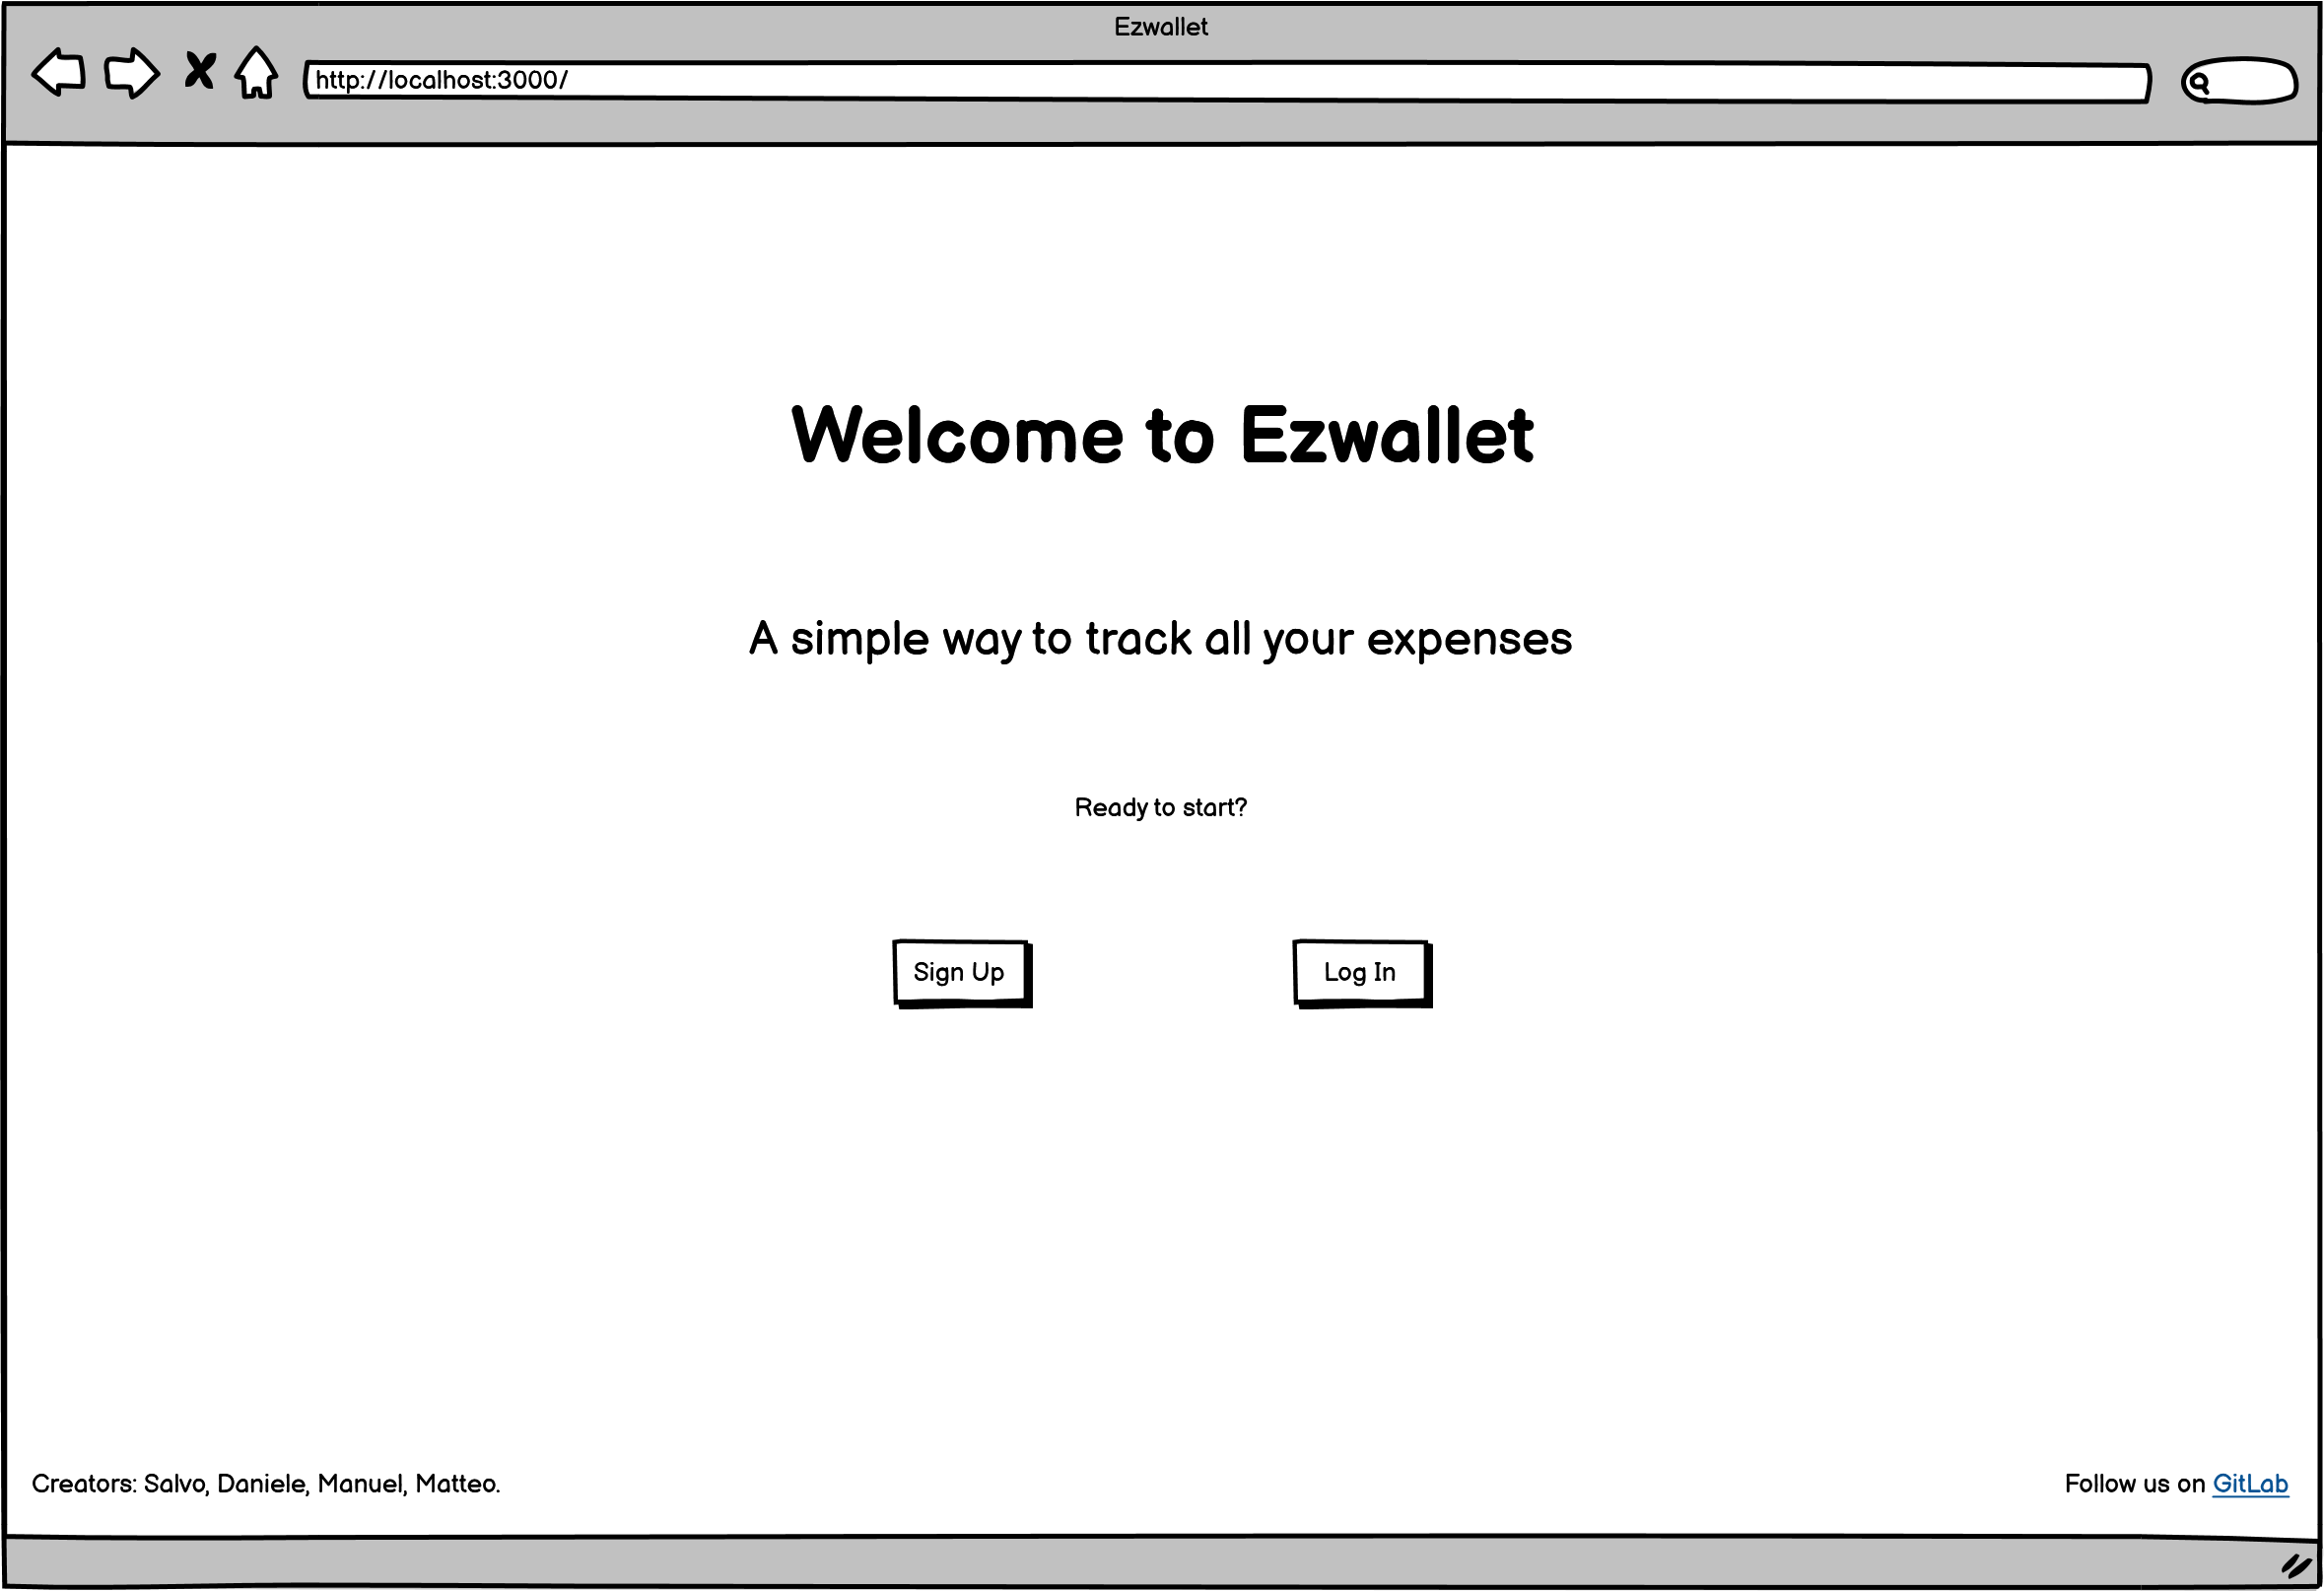 Ezwallet
http://localhost:3000/
Welcome to Ezwallet
A simple way to track all your expenses
Ready to start?
Sign Up
Log In
Creators: Salvo, Daniele, Manuel, Matteo.
Follow us on GitLab